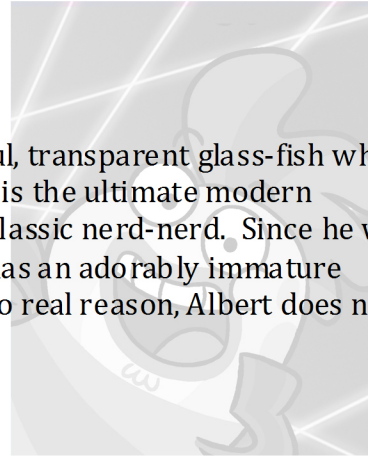 ul, transparent glass-fish wh
is the ultimate modern
lassic nerd-nerd. Since he w
as an adorably immature
o real reason, Albert does n